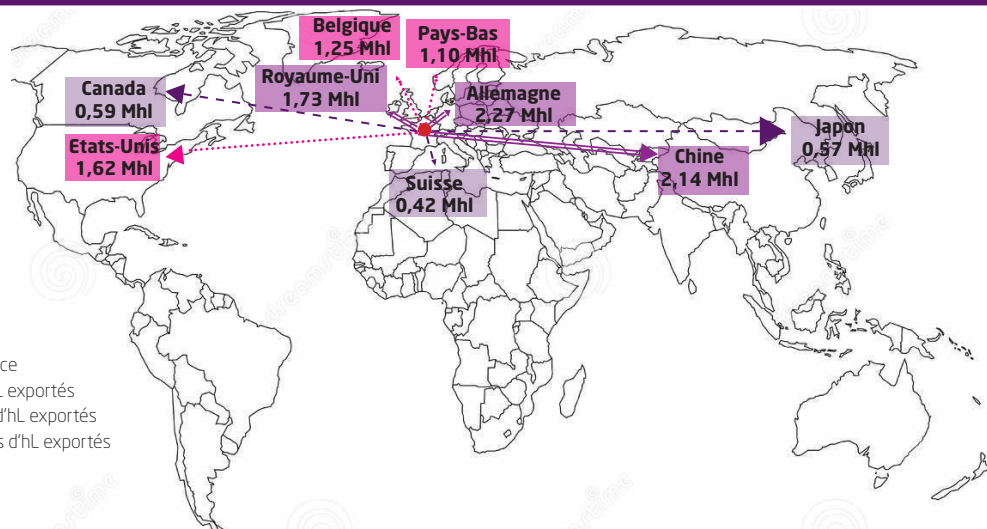 Belgique
1,25 Mhl
Pays-Bas
1,10 Mhl
Royaume-Uni
1,73 Mhl
Canada
0,59 Mhl
Allemagne
2,27 Mhl
Etats-Unis
1,62 Mhl
Japon
0,57 Mhl
Chine
2,14 Mhl
Suisse
0,42 Mhl
ce
L exportés
d'hL exportés
s d'hL exportés